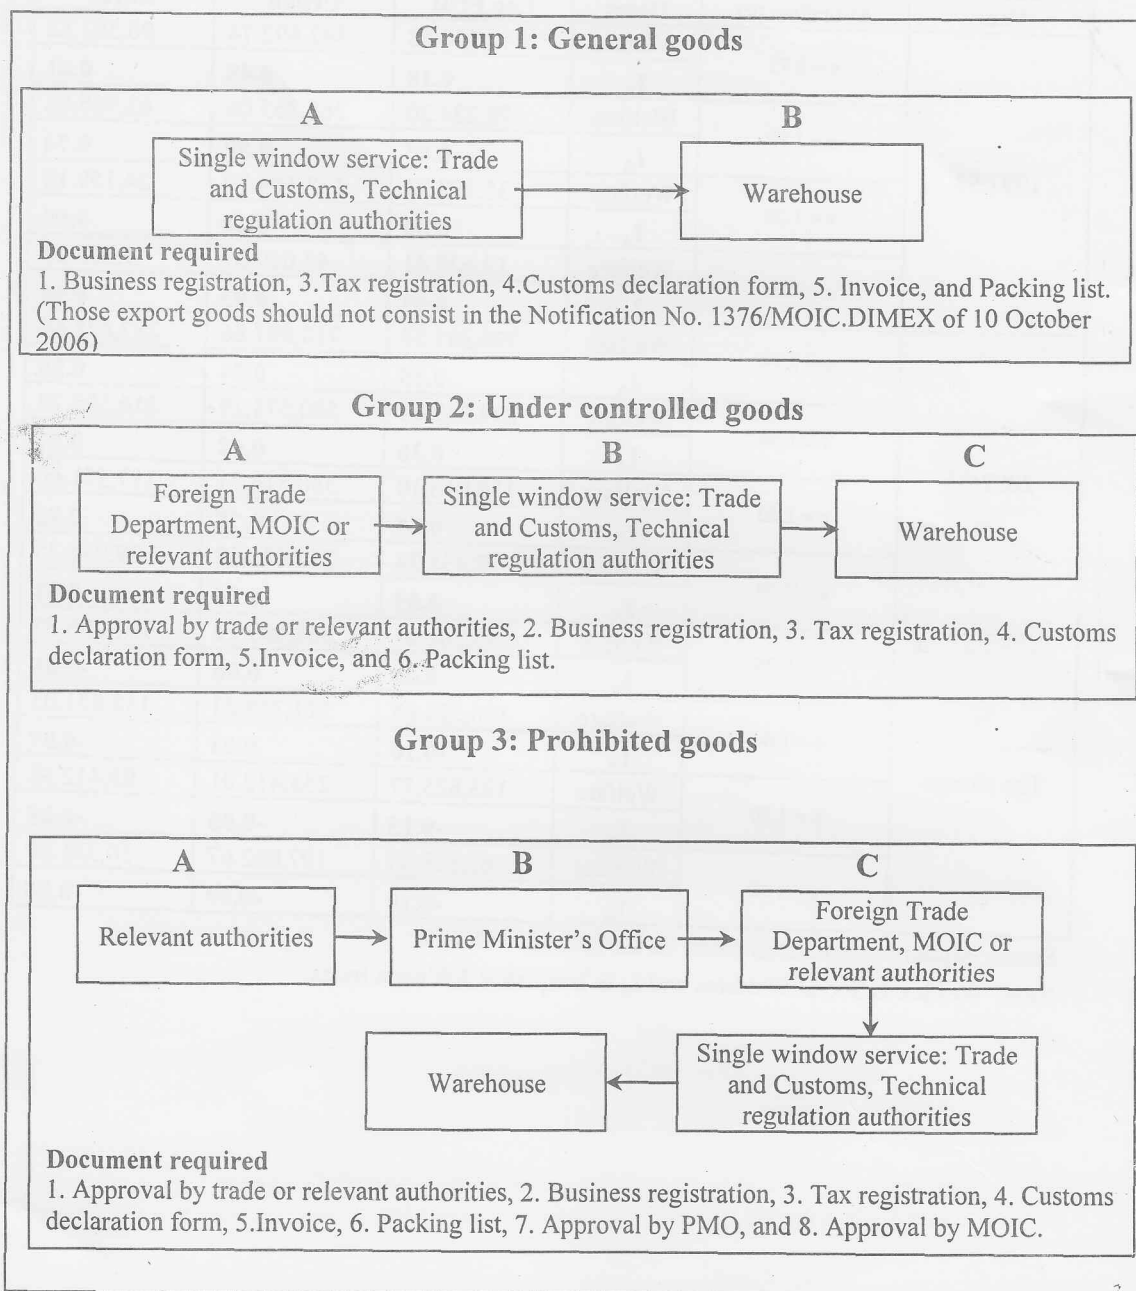 Group 1: General goods
A
B
Single window service: Trade
and Customs, Technical
regulation authorities
Warehouse
Document required
1. Business registration, 3.Tax registration, 4.Customs declaration form, 5. Invoice, and Packing list.
(Those export goods should not consist in the Notification No. 1376/MOIC.DIMEX of 10 October
2006)
Group 2: Under controlled goods
A
B
C
Foreign Trade
Department, MOIC or
relevant authorities
Single window service: Trade
and Customs, Technical
regulation authorities
Warehouse
Document required
1. Approval by trade or relevant authorities, 2. Business registration, 3. Tax registration, 4. Customs
declaration form, 5.Invoice, and 6. Packing list.
Group 3: Prohibited goods
A
B
C
Relevant authorities
Prime Minister's Office
Foreign Trade
Department, MOIC or
relevant authorities
Warehouse
Single window service: Trade
and Customs, Technical
regulation authorities
Document required
1. Approval by trade or relevant authorities, 2. Business registration, 3. Tax registration, 4. Customs
declaration form, 5.Invoice, 6. Packing list, 7. Approval by PMO, and 8. Approval by MOIC.